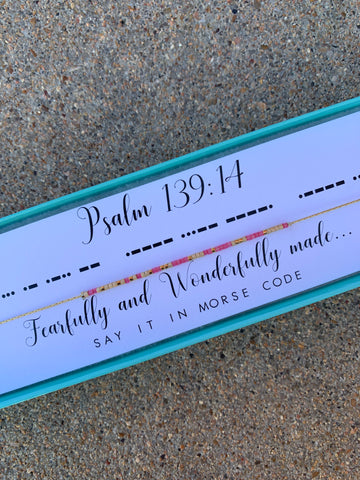 Psalm 139:14
Fearfully and Wonderfully made...
SAY IT IN MORSE CODE